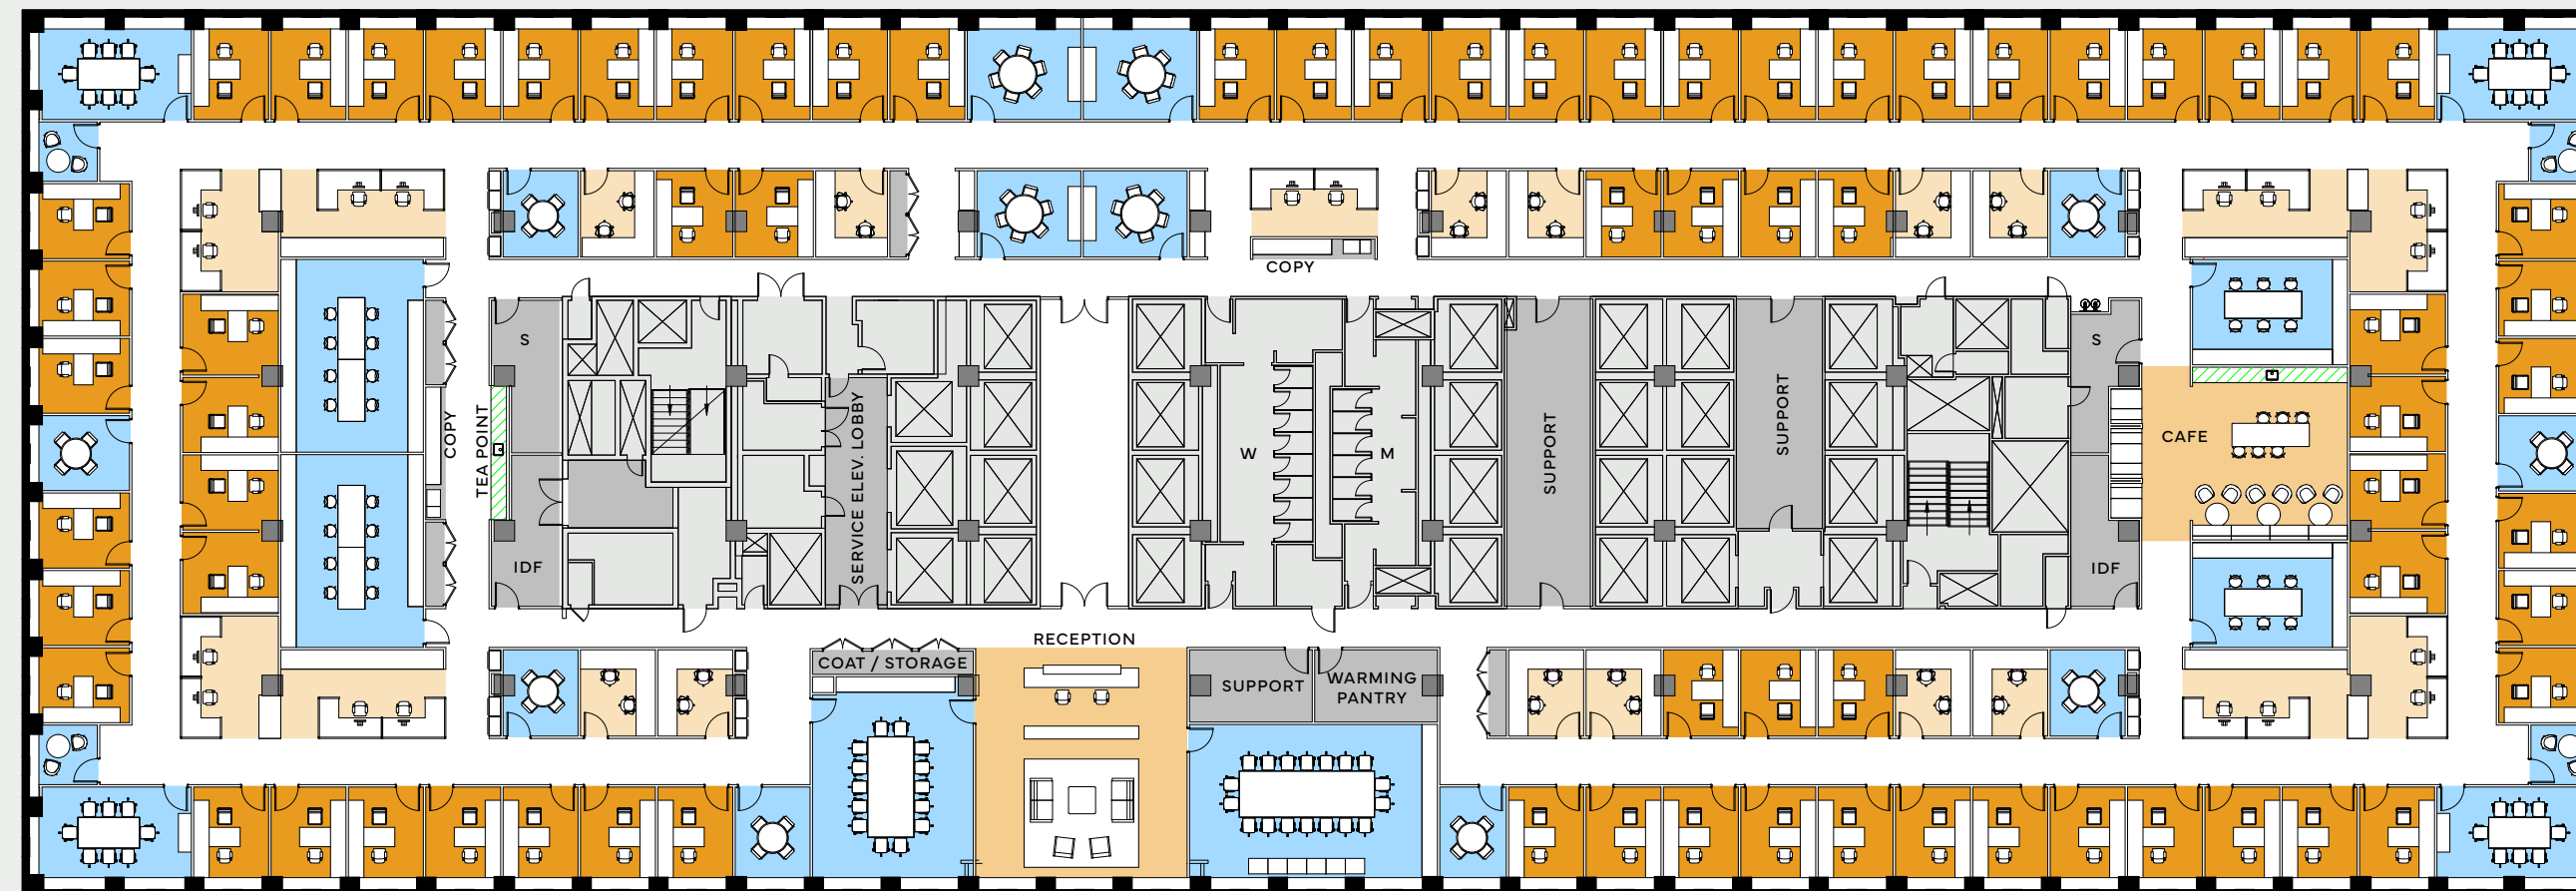 COPY
S
S
COPY
TEA POINT
SERVICE ELEV. LOBBY
W
M
SUPPORT
SUPPORT
CAFE
IDF
IDF
RECEPTION
COAT / STORAGE
SUPPORT
WARMING
PANTRY